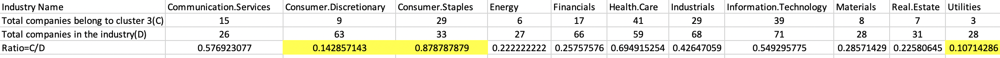 Industry Name Communication.Services Consumer.Discretionary Consumer.Staples Energy Financials Health.Care Industrials Information.Technology Materials Real.Estate Utilities
Total companies belong to cluster 3(C) 15 9 29 6 17 41 29 39 8 7 3
Total companies in the industry(D) 26 63 33 27 66 59 68 71 28 31 28
Ratio=C/D 0.576923077 0.142857143 0.878787879 0.222222222 0.25757576 0.694915254 0.42647059 0.549295775 0.28571429 0.22580645 0.10714286